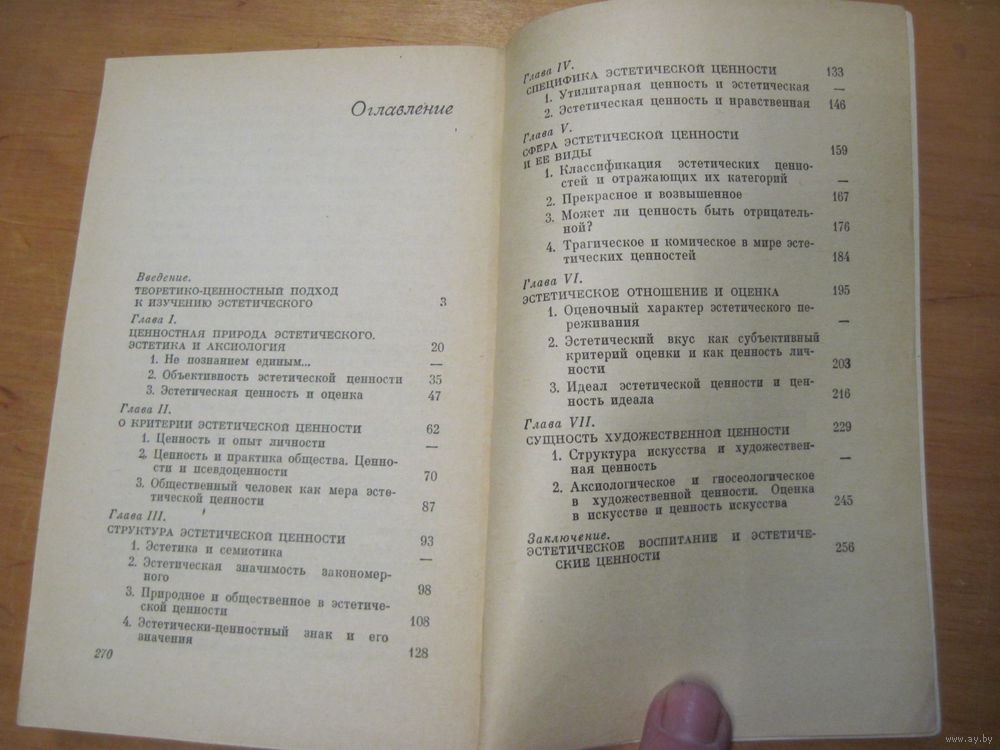 Оглавление
Введение.
ТЕОРЕТИКО-ЦЕННОСТНЫЙ ПОДХОД
К ИЗУЧЕНИЮ ЭСТЕТИЧЕСКОГО 3
Глава I.
ЦЕННОСТНАЯ ПРИРОДА ЭСТЕТИЧЕСКОГО.
ЭСТЕТИКА И АКСИОЛОГИЯ 20
1. Не познанием единым... —
2. Объективность эстетической ценности 35
3. Эстетическая ценность и оценка 47
Глава II.
О КРИТЕРИИ ЭСТЕТИЧЕСКОЙ ЦЕННОСТИ 62
1. Ценность и опыт личности —
2. Ценность и практика общества. Ценно-
сти и псевдоценности 70
3. Общественный человек как мера эсте-
тической ценности 87
Глава III.
СТРУКТУРА ЭСТЕТИЧЕСКОЙ ЦЕННОСТИ 93
1. Эстетика и семиотика —
2. Эстетическая значимость закономер-
ного 98
3. Природное и общественное в эстетиче-
ской ценности 108
4. Эстетически-ценностный знак и его
значения 128
270
Глава IV.
СПЕЦИФИКА ЭСТЕТИЧЕСКОЙ ЦЕННОСТИ 133
1. Утилитарная ценность и эстетическая —
2. Эстетическая ценность и нравственная 146
Глава V.
СФЕРА ЭСТЕТИЧЕСКОЙ ЦЕННОСТИ
И ЕЕ ВИДЫ 159
1. Классификация эстетических ценно-
стей и отражающих их категорий —
2. Прекрасное и возвышенное 167
3. Может ли ценность быть отрицатель-
ной? 176
4. Трагическое и комическое в мире эсте-
тических ценностей 184
Глава VI.
ЭСТЕТИЧЕСКОЕ ОТНОШЕНИЕ И ОЦЕНКА 195
1. Оценочный характер эстетического пе-
реживания —
2. Эстетический вкус как субъективный
критерий оценки и как ценность лич-
ности 203
3. Идеал эстетической ценности и цен-
ность идеала 216
Глава VII.
СУЩНОСТЬ ХУДОЖЕСТВЕННОЙ ЦЕННОСТИ 229
1. Структура искусства и художествен-
ная ценность —
2. Аксиологическое и гносеологическое
в художественной ценности. Оценка
в искусстве и ценность искусства 245
Заключение.
ЭСТЕТИЧЕСКОЕ ВОСПИТАНИЕ И ЭСТЕТИЧЕ-
СКИЕ ЦЕННОСТИ 256
www.ay.by